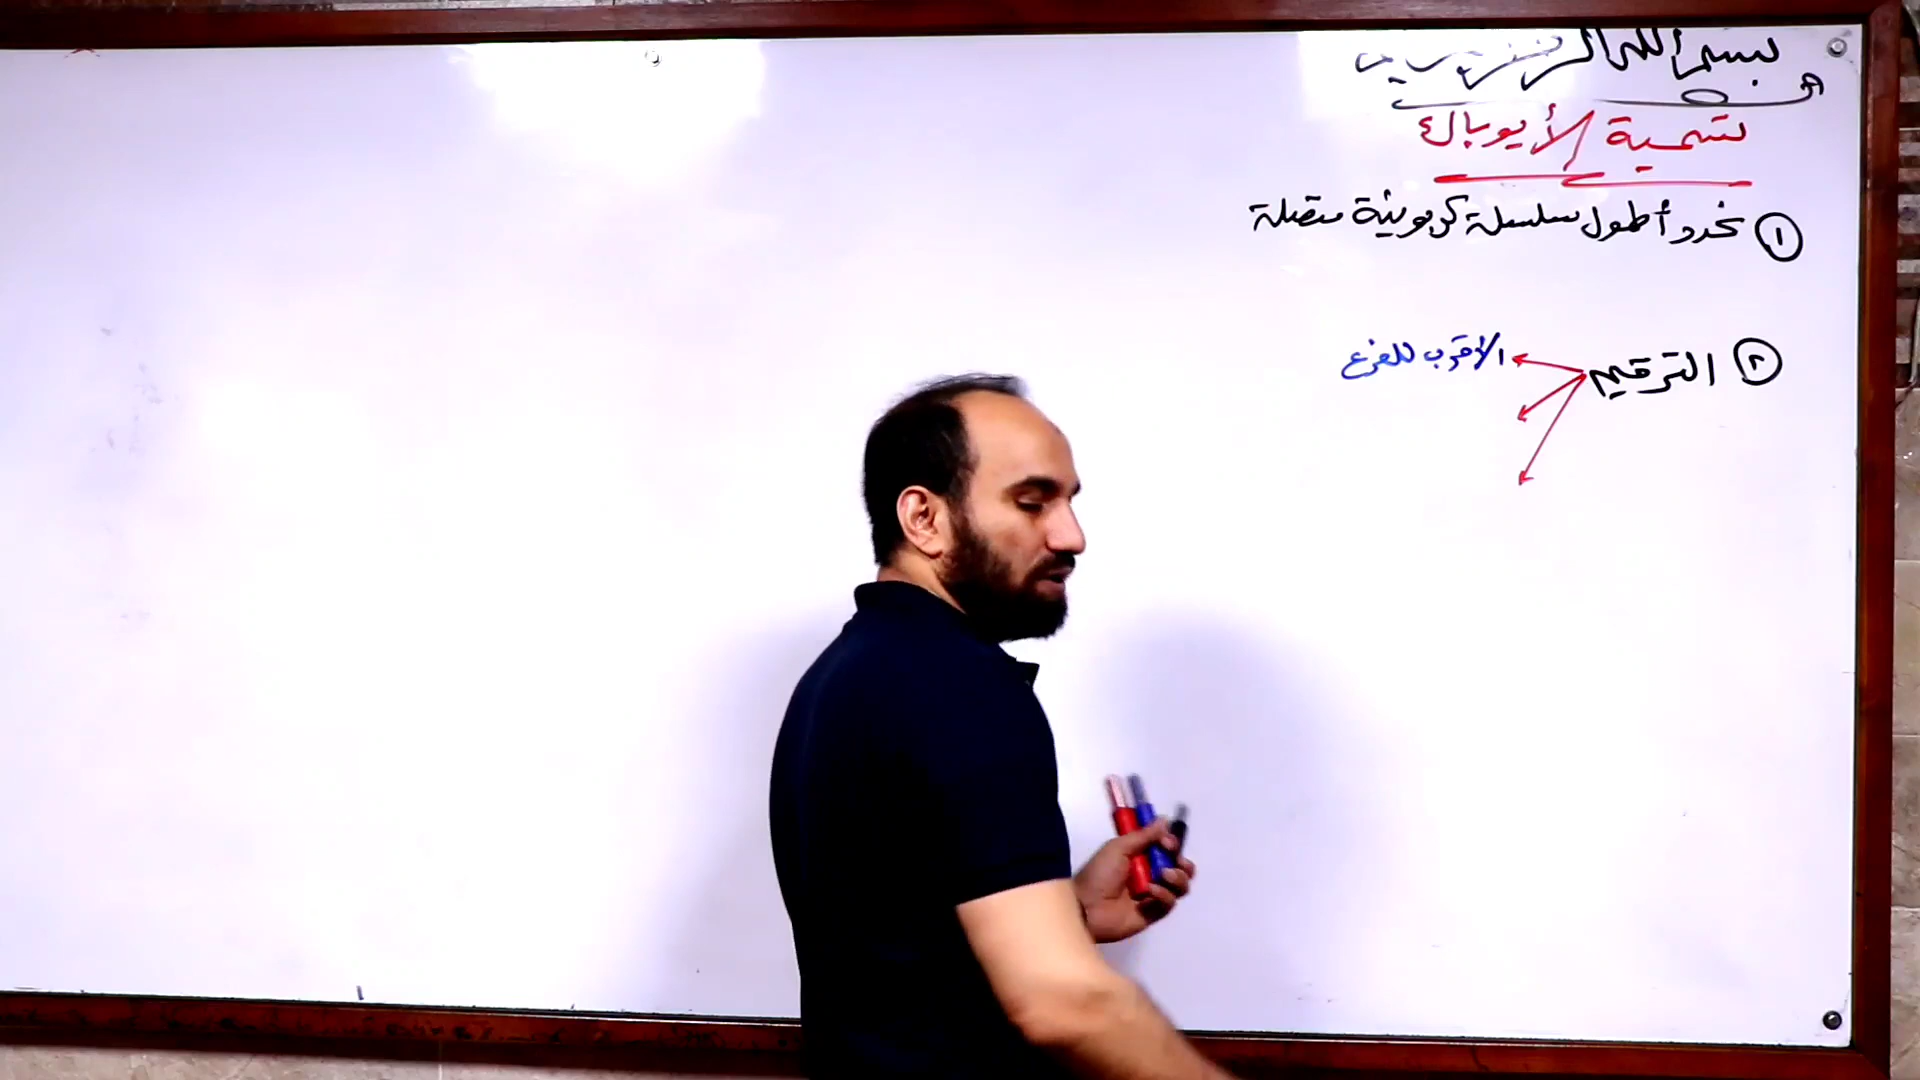 بسم الله الرحمن الرحيم
تسمية الأيوباك
١ نحدد أطول سلسلة كربونية متصلة
٢ الترقيم الأقرب للفرع